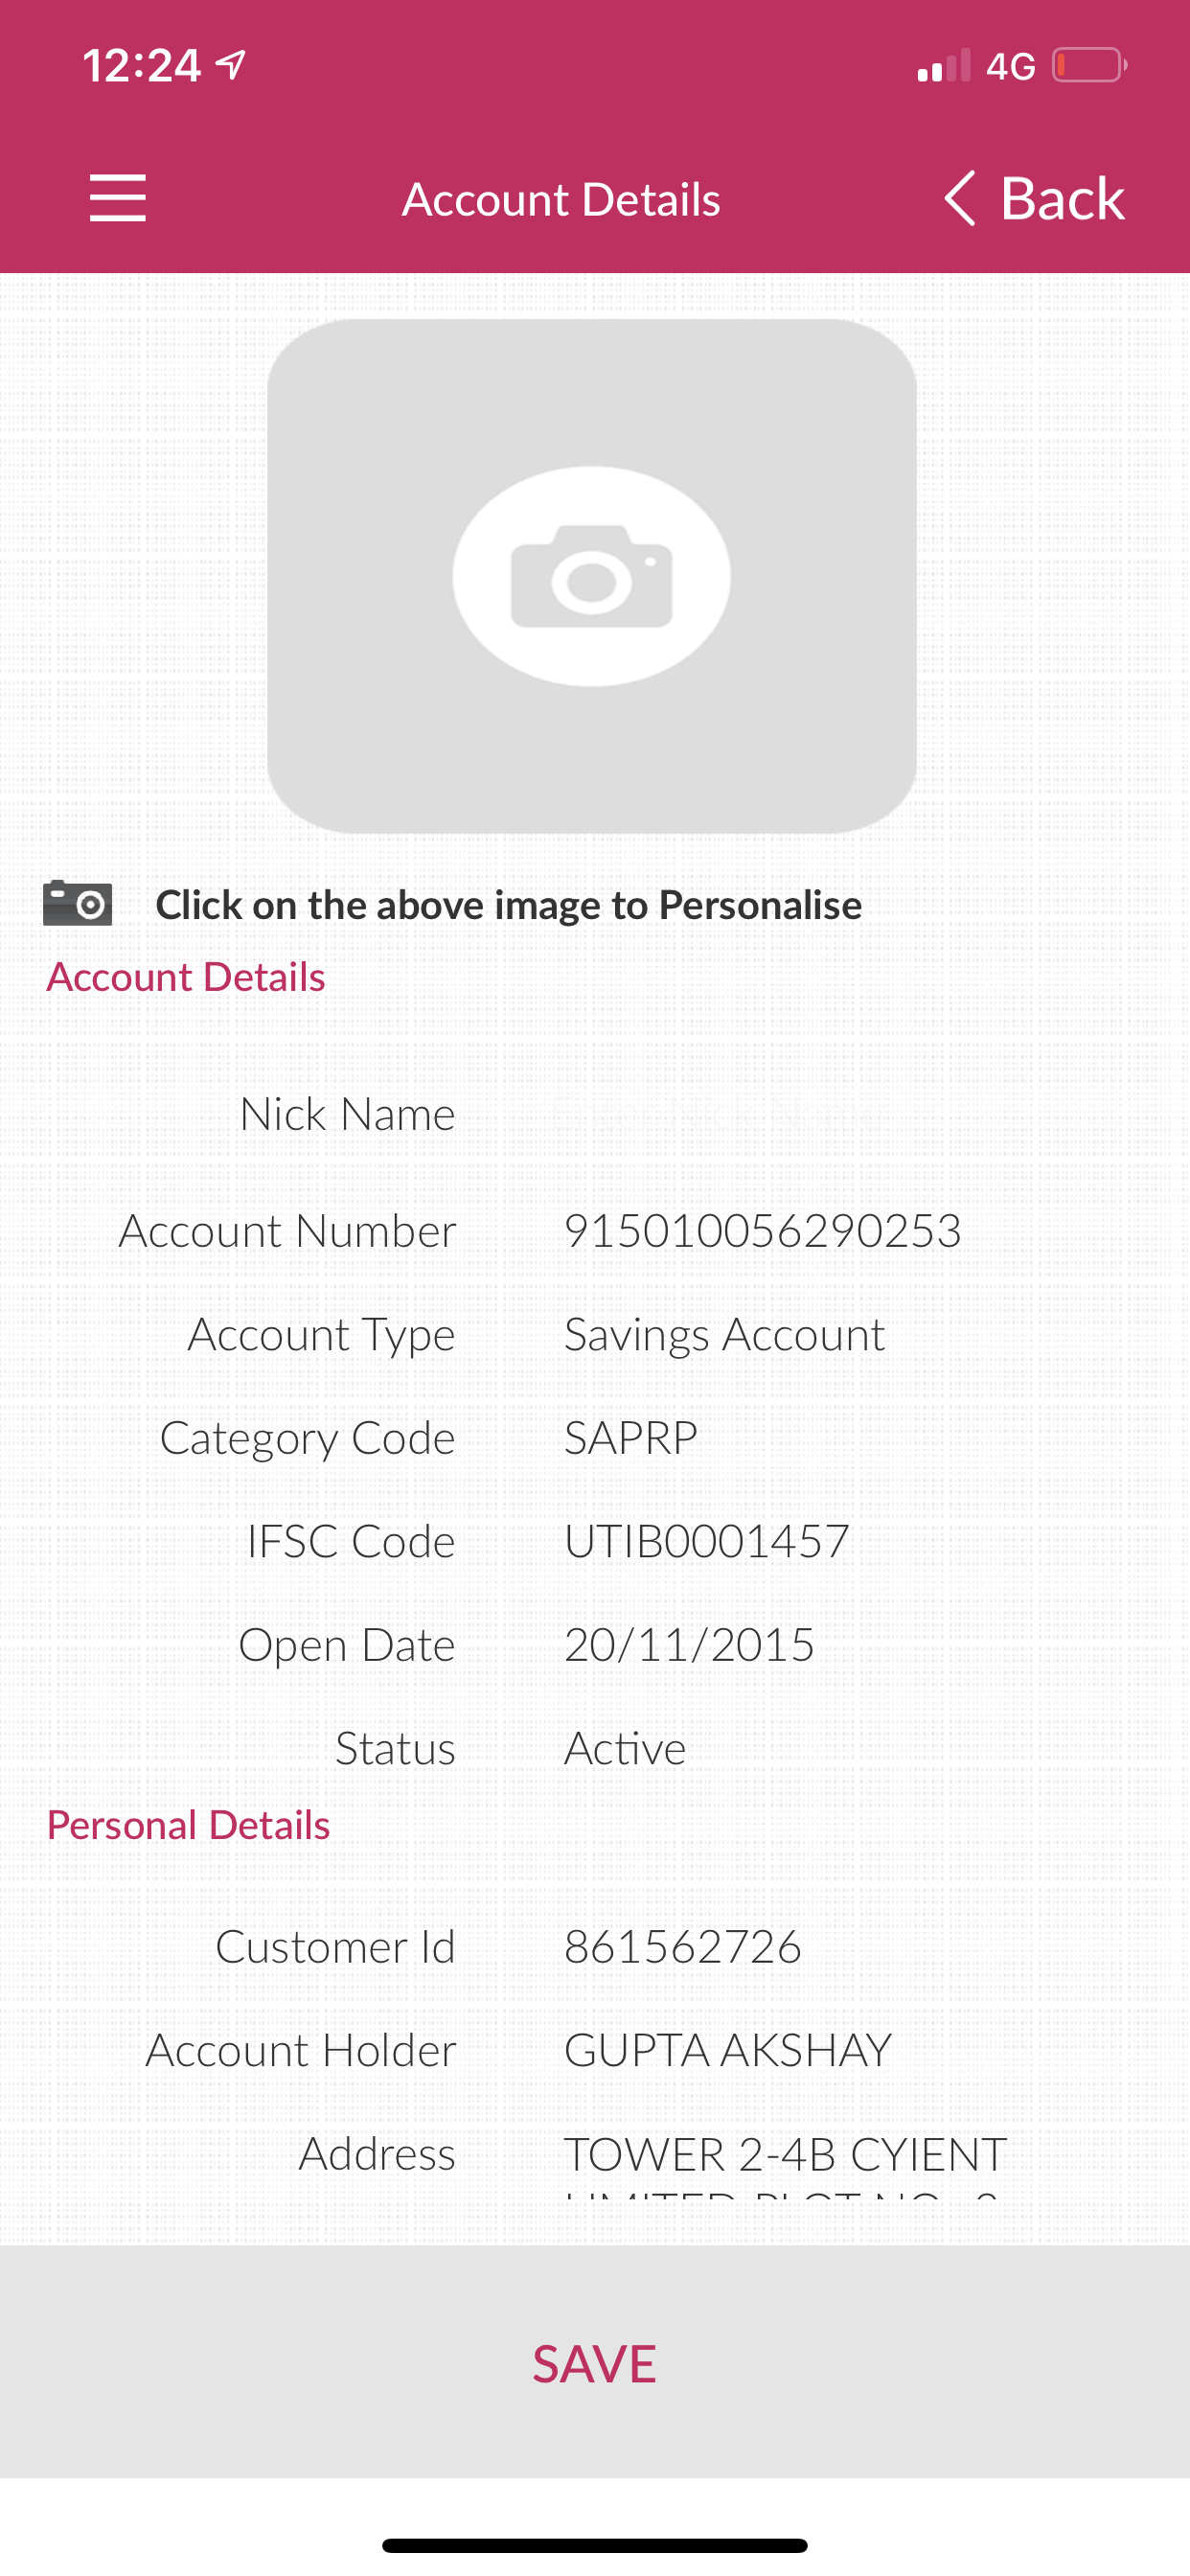 12:24
4G
Account Details
Back
Click on the above image to Personalise
Account Details
Nick Name
Account Number 915010056290253
Account Type Savings Account
Category Code SAPRP
IFSC Code UTIB0001457
Open Date 20/11/2015
Status Active
Personal Details
Customer Id 861562726
Account Holder GUPTA AKSHAY
Address TOWER 2-4B CYIENT
SAVE